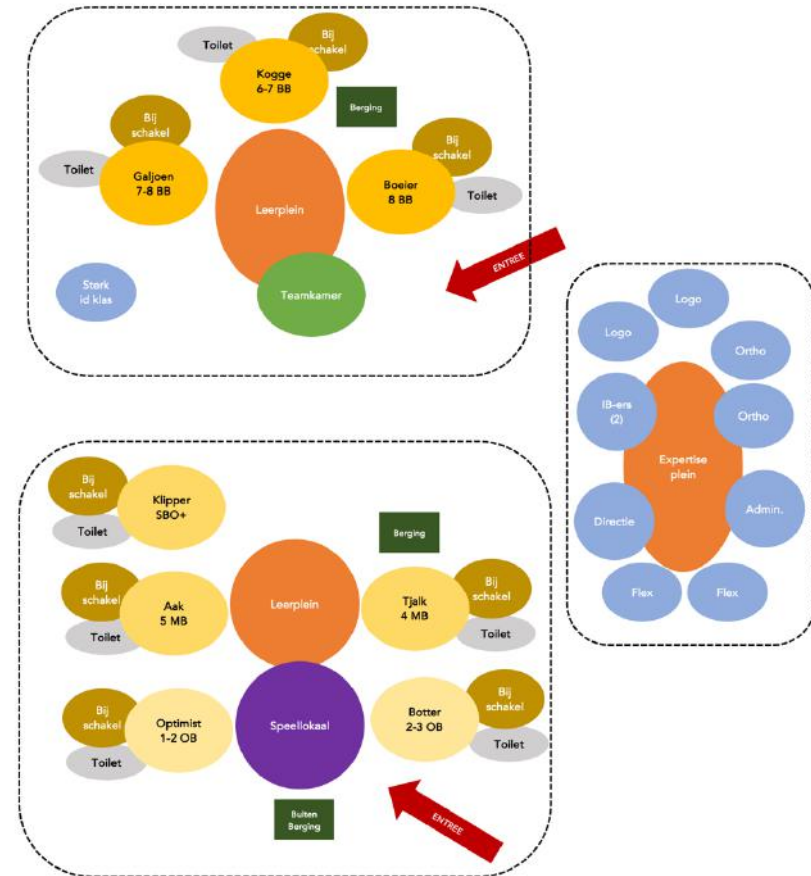 Toilet
Bij
schakel
Kogge
6-7 BB
Berging
Bij
schakel
Toilet
Galjoen
7-8 BB
Leerplein
Bij
schakel
Boeier
8 BB
Toilet
ENTREE
Sterk
id klas
Teamkamer
Logo
Logo
Ortho
IB-ers
(2)
Ortho
Expertise
plein
Directie
Admin.
Flex
Flex
Bij
schakel
Klipper
SBO+
Toilet
Berging
Bij
schakel
Aak
5 MB
Toilet
Leerplein
Tjalk
4 MB
Bij
schakel
Toilet
Bij
schakel
Optimist
1-2 OB
Toilet
Speellokaal
Botter
2-3 OB
Bij
schakel
Toilet
Buiten
Berging
ENTREE